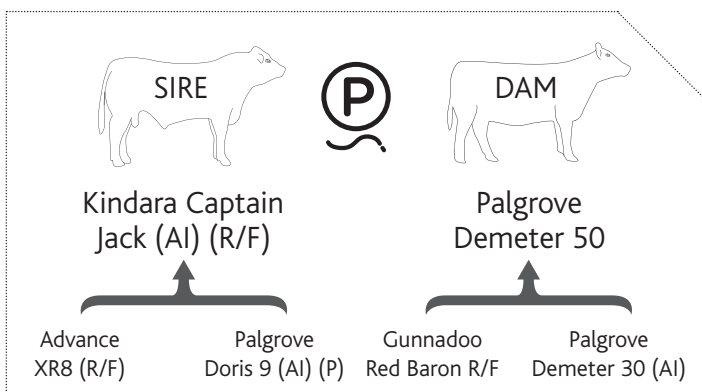 SIRE
P
DAM
Kindara Captain
Jack (AI) (R/F)
Palgrove
Demeter 50
Advance
XR8 (R/F)
Palgrove
Doris 9 (AI) (P)
Gunnadoo
Red Baron R/F
Palgrove
Demeter 30 (AI)